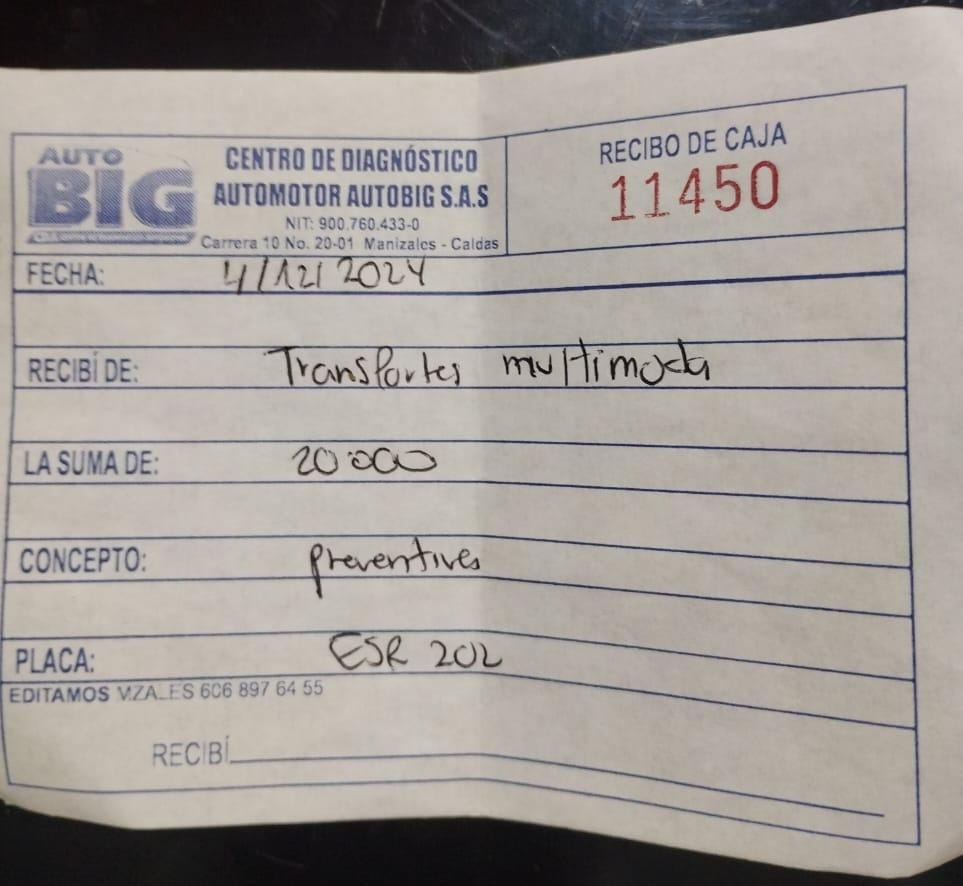 AUTO
BIG
CENTRO DE DIAGNÓSTICO
AUTOMOTOR AUTOBIG S.A.S
NIT: 900.760.433-0
Carrera 10 No. 20-01 Manizales - Caldas
RECIBO DE CAJA
11450
FECHA: 4/12/2024
RECIBÍ DE: Transportes multimoda
LA SUMA DE: 20000
CONCEPTO: preventives
PLACA: ESR 202
EDITAMOS MZALES 606 897 64 55
RECIBÍ